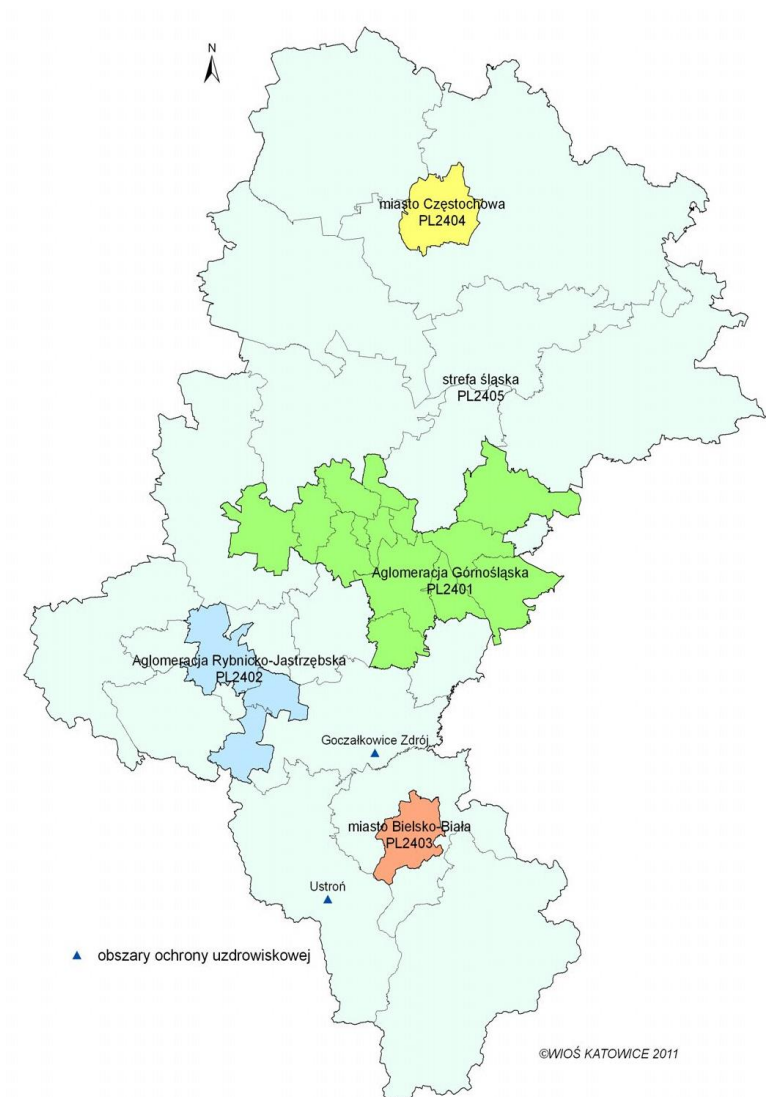 N
miasto Częstochowa
PL2404
strefa śląska
PL2405
Aglomeracja Górnośląska
PL2401
Aglomeracja Rybnicko-Jastrzębska
PL2402
Goczałkowice Zdrój
miasto Bielsko-Biała
PL2403
Ustroń
obszary ochrony uzdrowiskowej
©WIOŚ KATOWICE 2011